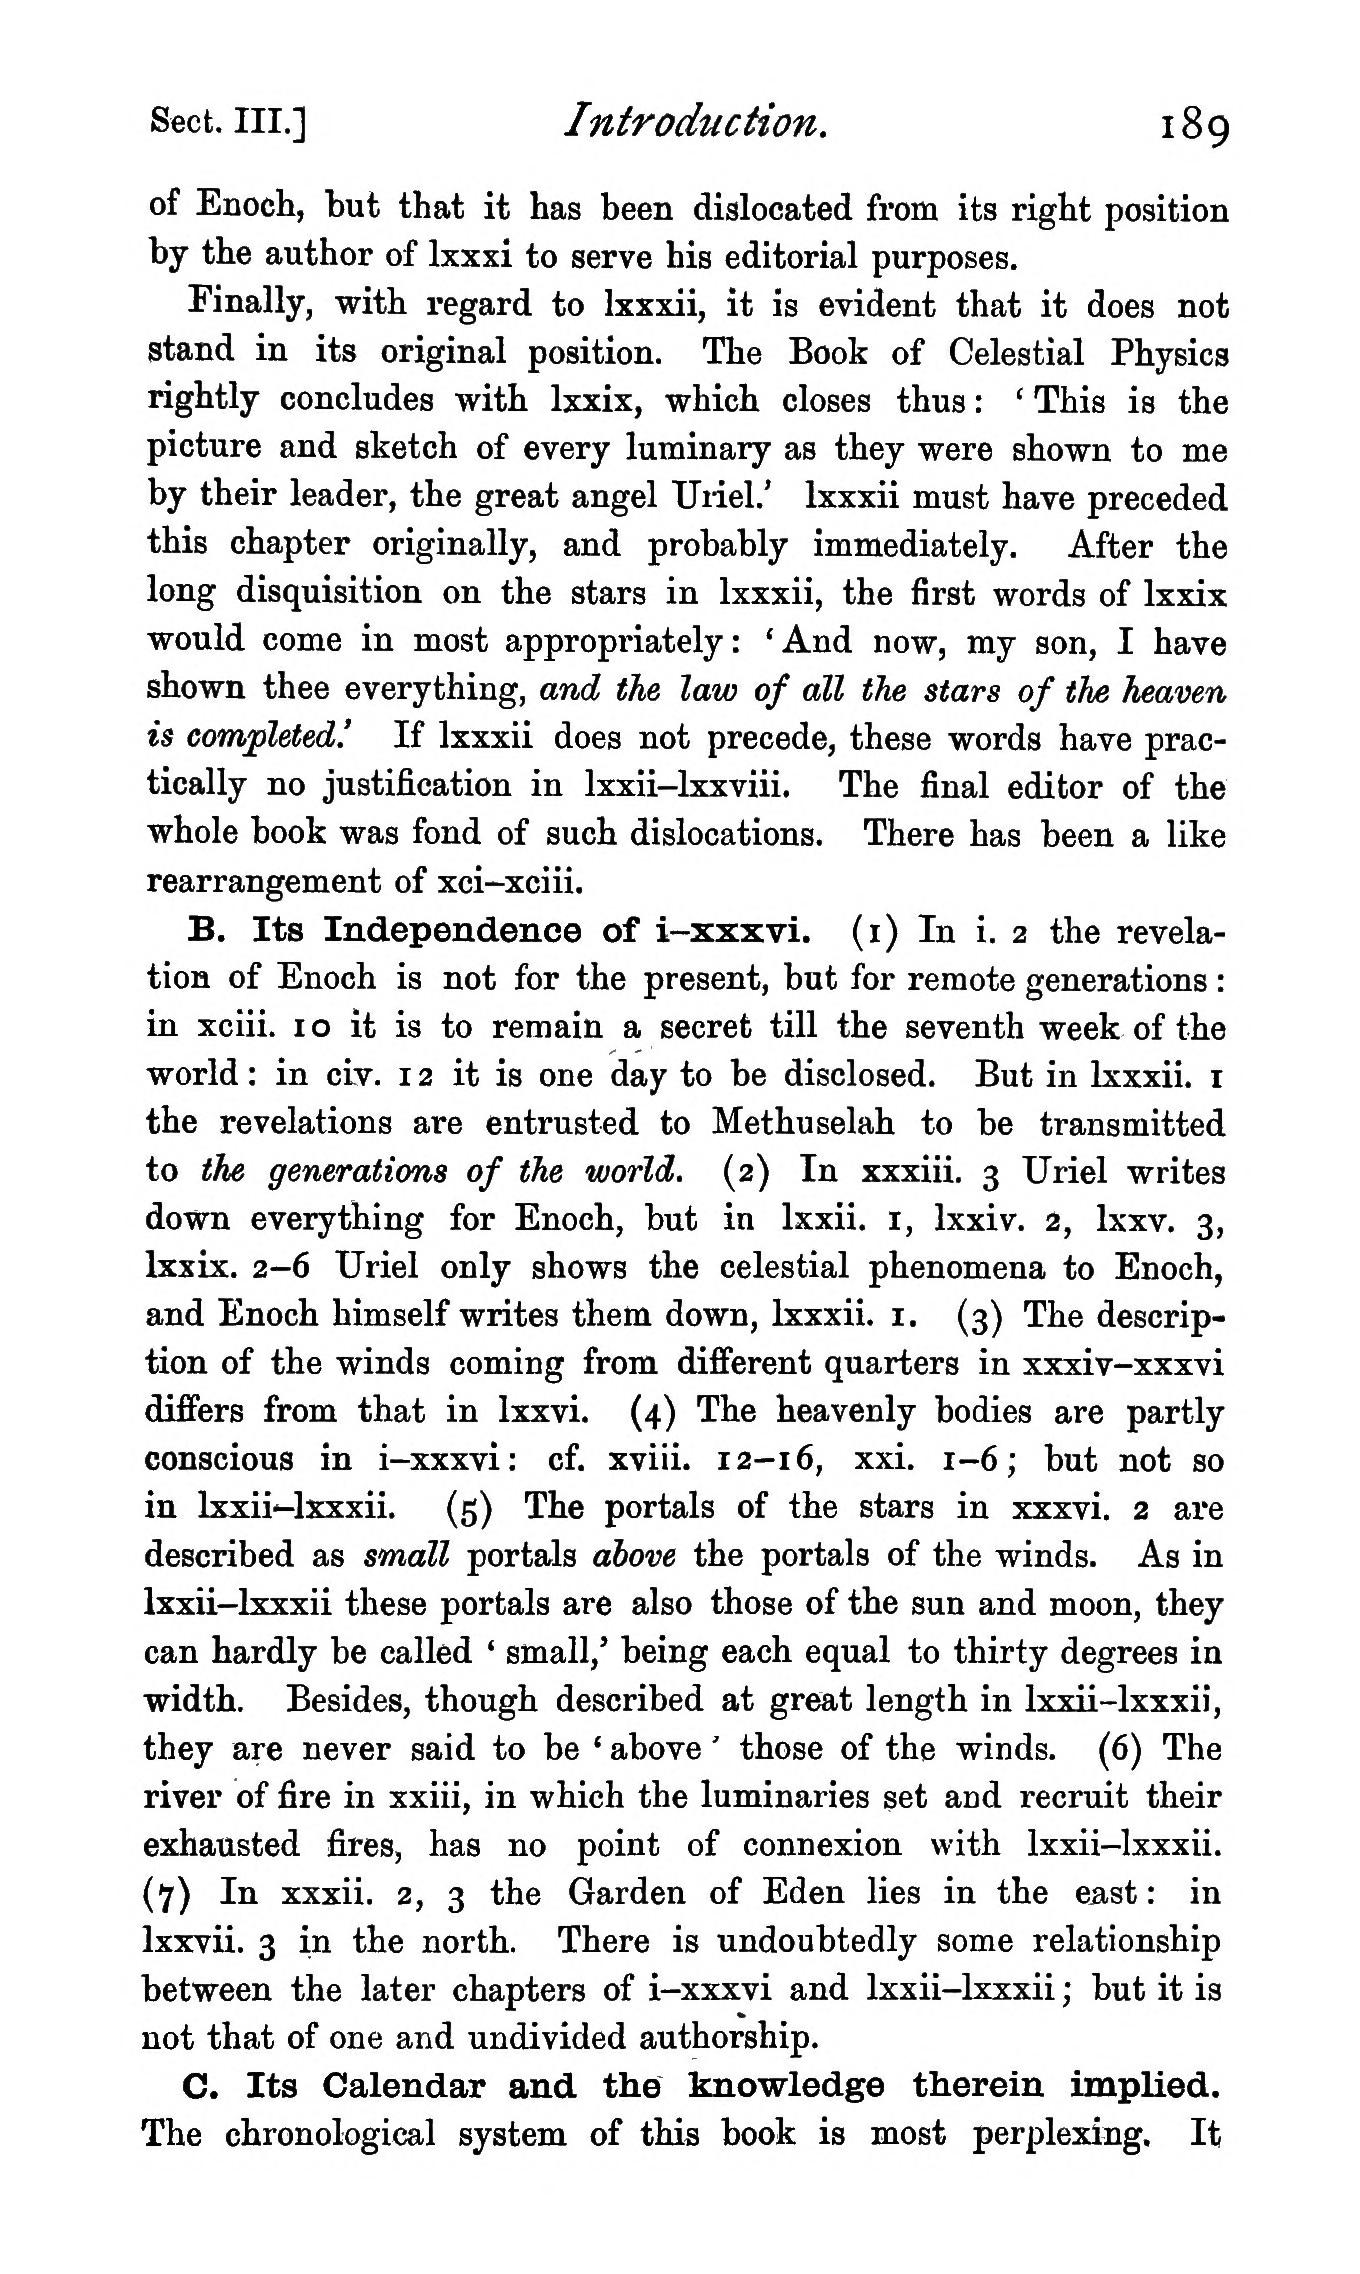 Sect. III.] Introduction. 189
of Enoch, but that it has been dislocated from its right position
by the author of lxxxi to serve his editorial purposes.
Finally, with regard to lxxxii, it is evident that it does not
stand in its original position. The Book of Celestial Physics
rightly concludes with lxxix, which closes thus: ‘This is the
picture and sketch of every luminary as they were shown to me
by their leader, the great angel Uriel.’ lxxxii must have preceded
this chapter originally, and probably immediately. After the
long disquisition on the stars in lxxxii, the first words of lxxix
would come in most appropriately: ‘And now, my son, I have
shown thee everything, and the law of all the stars of the heaven
is completed.’ If lxxxii does not precede, these words have prac-
tically no justification in lxxii–lxxviii. The final editor of the
whole book was fond of such dislocations. There has been a like
rearrangement of xci–xciii.
B. Its Independence of i–xxxvi. (1) In i. 2 the revela-
tion of Enoch is not for the present, but for remote generations:
in xciii. 10 it is to remain a secret till the seventh week of the
world: in civ. 12 it is one day to be disclosed. But in lxxxii. 1
the revelations are entrusted to Methuselah to be transmitted
to the generations of the world. (2) In xxxiii. 3 Uriel writes
down everything for Enoch, but in lxxii. 1, lxxiv. 2, lxxv. 3,
lxxix. 2–6 Uriel only shows the celestial phenomena to Enoch,
and Enoch himself writes them down, lxxxii. 1. (3) The descrip-
tion of the winds coming from different quarters in xxxiv–xxxvi
differs from that in lxxvi. (4) The heavenly bodies are partly
conscious in i–xxxvi: cf. xviii. 12–16, xxi. 1–6; but not so
in lxxii–lxxxii. (5) The portals of the stars in xxxvi. 2 are
described as small portals above the portals of the winds. As in
lxxii–lxxxii these portals are also those of the sun and moon, they
can hardly be called ‘small,’ being each equal to thirty degrees in
width. Besides, though described at great length in lxxii–lxxxii,
they are never said to be ‘above’ those of the winds. (6) The
river of fire in xxiii, in which the luminaries set and recruit their
exhausted fires, has no point of connexion with lxxii–lxxxii.
(7) In xxxii. 2, 3 the Garden of Eden lies in the east: in
lxxvii. 3 in the north. There is undoubtedly some relationship
between the later chapters of i–xxxvi and lxxii–lxxxii; but it is
not that of one and undivided authorship.
C. Its Calendar and the knowledge therein implied.
The chronological system of this book is most perplexing. It